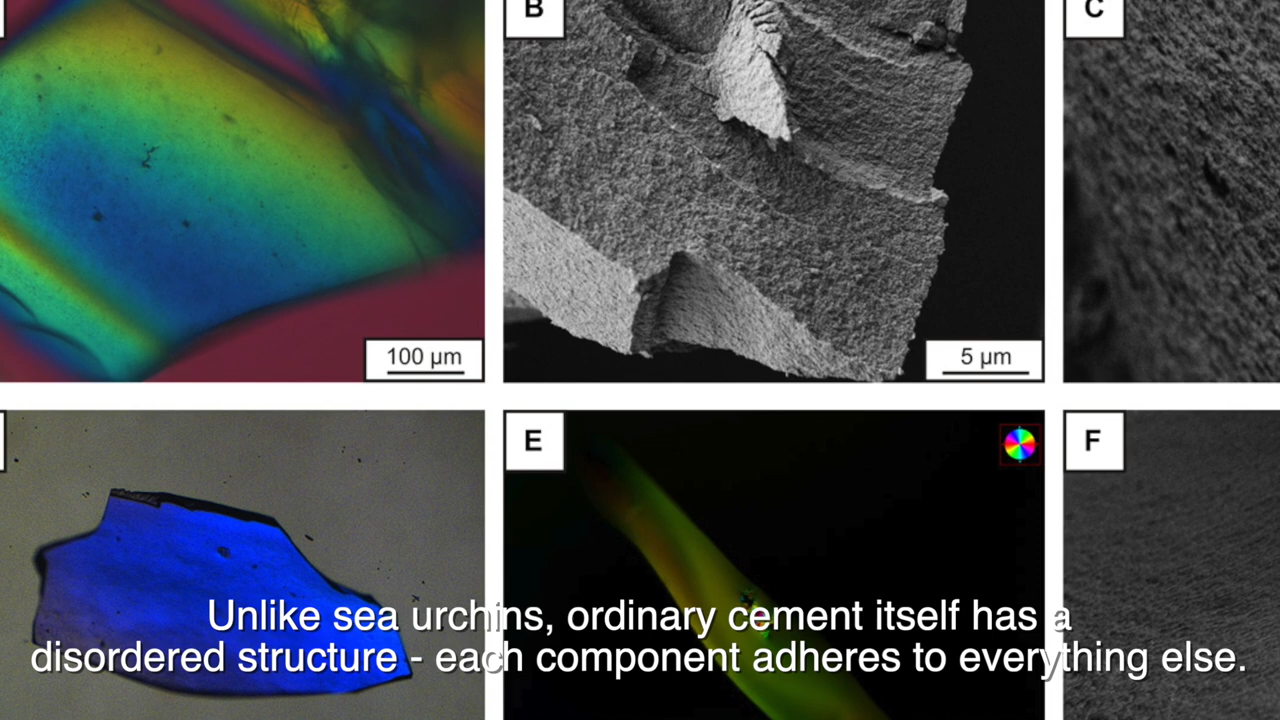 B
C
100 µm
5 µm
E
F
Unlike sea urchins, ordinary cement itself has a
disordered structure - each component adheres to everything else.